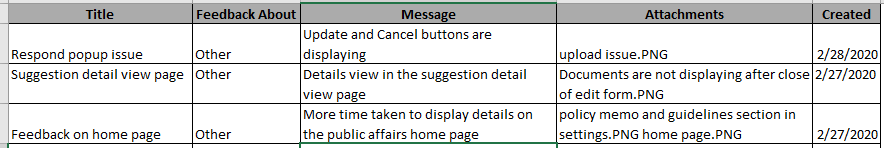 Title Feedback About Message Attachments Created
Update and Cancel buttons are
Respond popup issue Other displaying upload issue.PNG 2/28/2020
Suggestion detail view page Other Details view in the suggestion detail Documents are not displaying after close 2/27/2020
view page of edit form.PNG
More time taken to display details on policy memo and guidelines section in
Feedback on home page Other the public affairs home page settings.PNG home page.PNG 2/27/2020